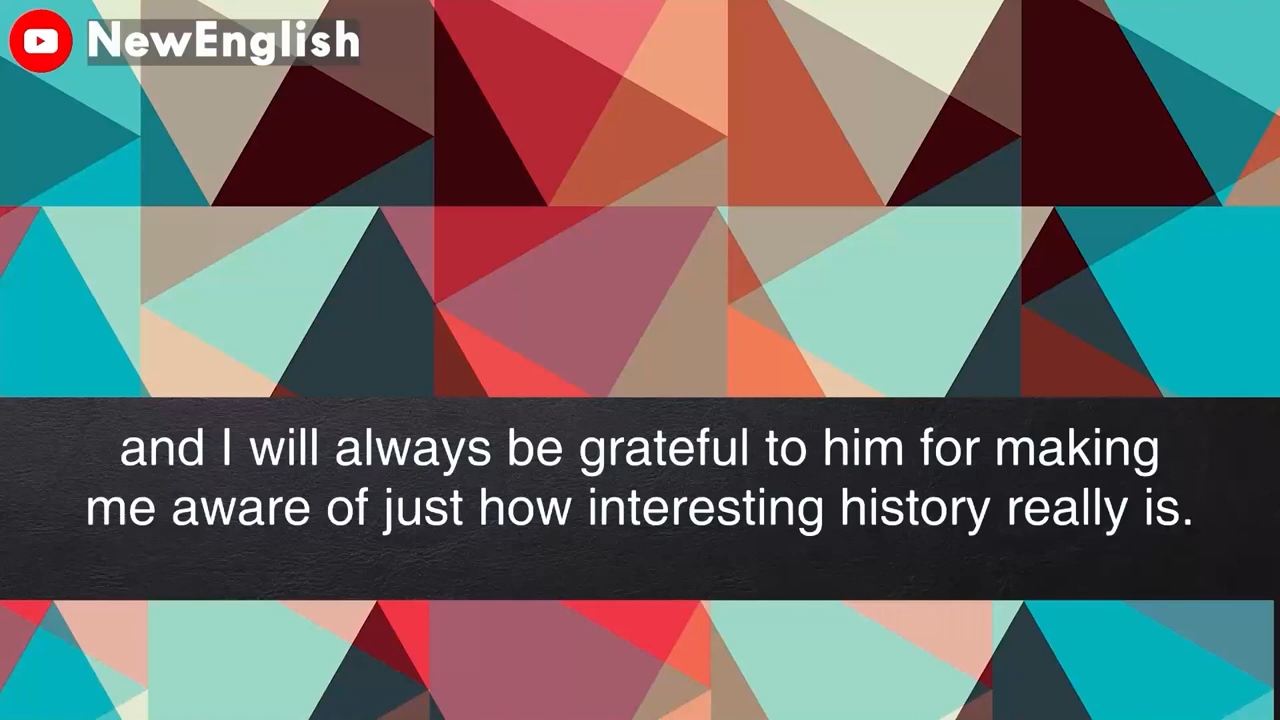 NewEnglish
and I will always be grateful to him for making
me aware of just how interesting history really is.